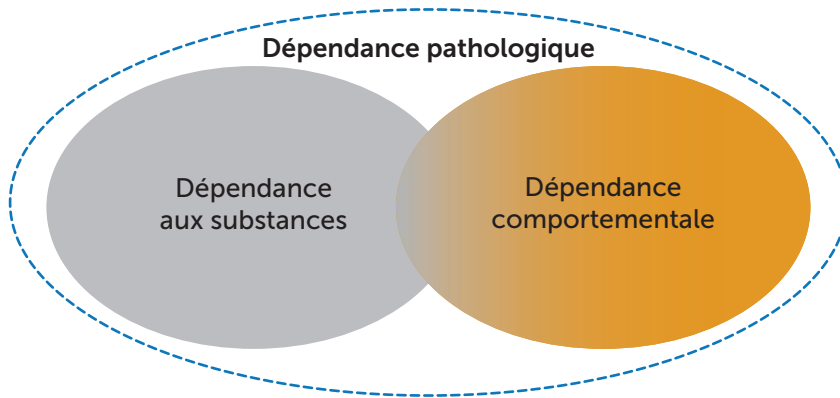 Dépendance pathologique
Dépendance
aux substances
Dépendance
comportementale